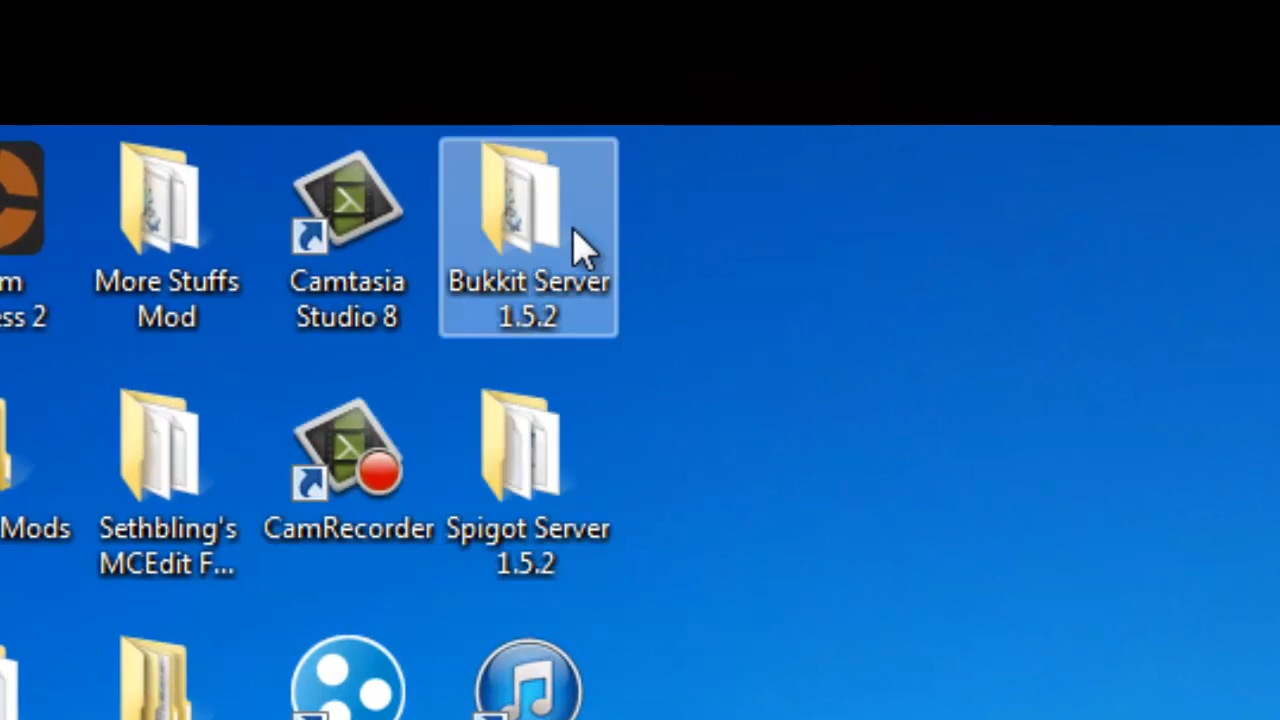 m
ess 2
More Stuffs
Mod
Camtasia
Studio 8
Bukkit Server
1.5.2
Mods
Sethbling's
MCEdit F...
CamRecorder
Spigot Server
1.5.2